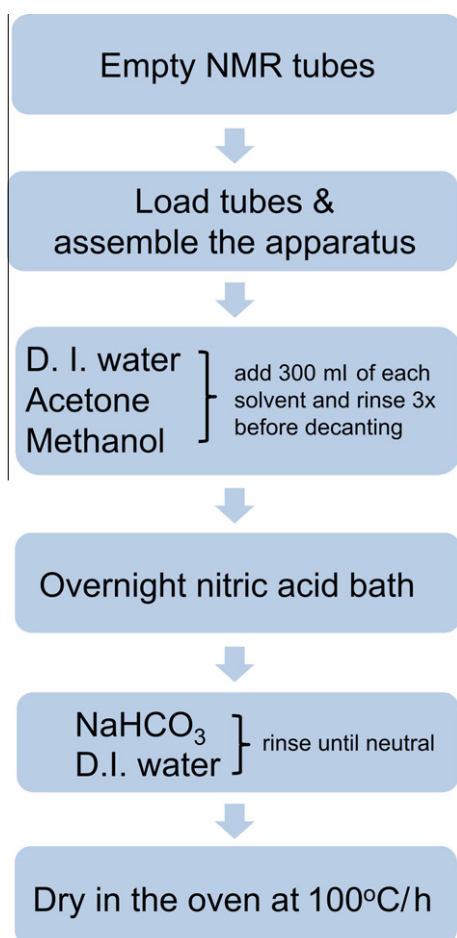 Empty NMR tubes
Load tubes &
assemble the apparatus
D. I. water
Acetone
Methanol
add 300 ml of each
solvent and rinse 3x
before decanting
Overnight nitric acid bath
NaHCO₃
D.I. water
rinse until neutral
Dry in the oven at 100ºC/h